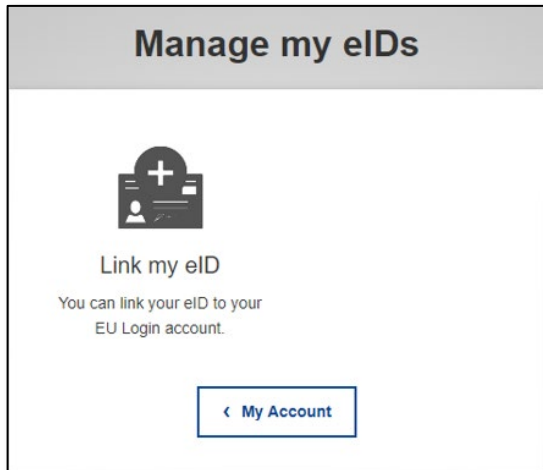 Manage my eIDs
Link my eID
You can link your eID to your
EU Login account.
‹ My Account